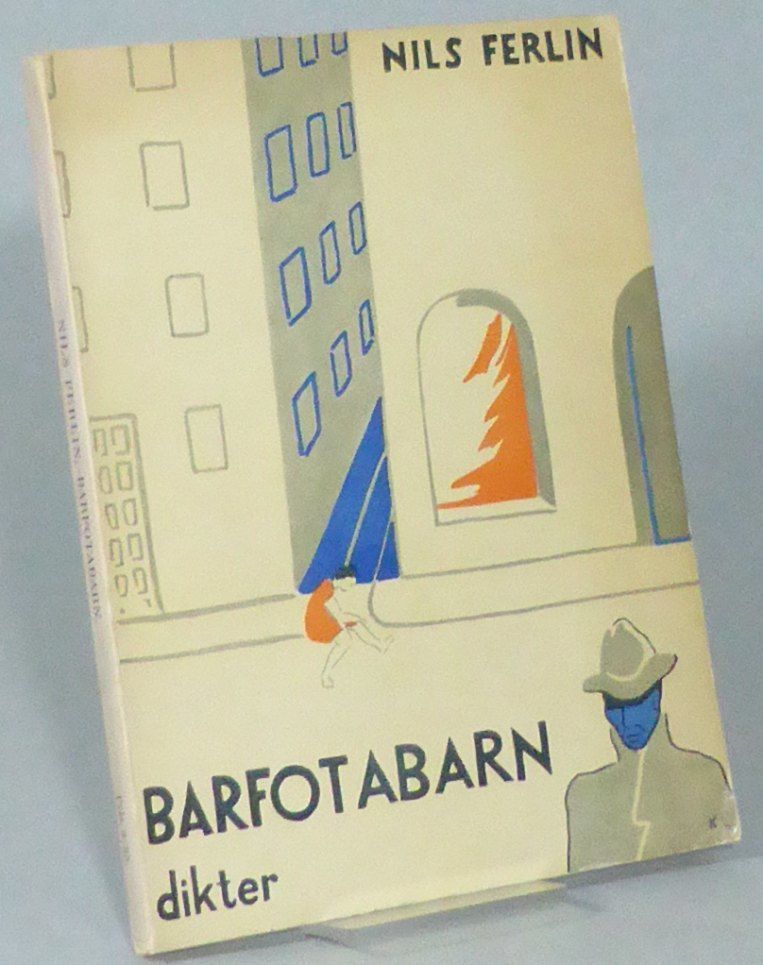 NILS FERLIN
BARFOTABARN
dikter
K
NILS FERLIN: BARFOTABARN